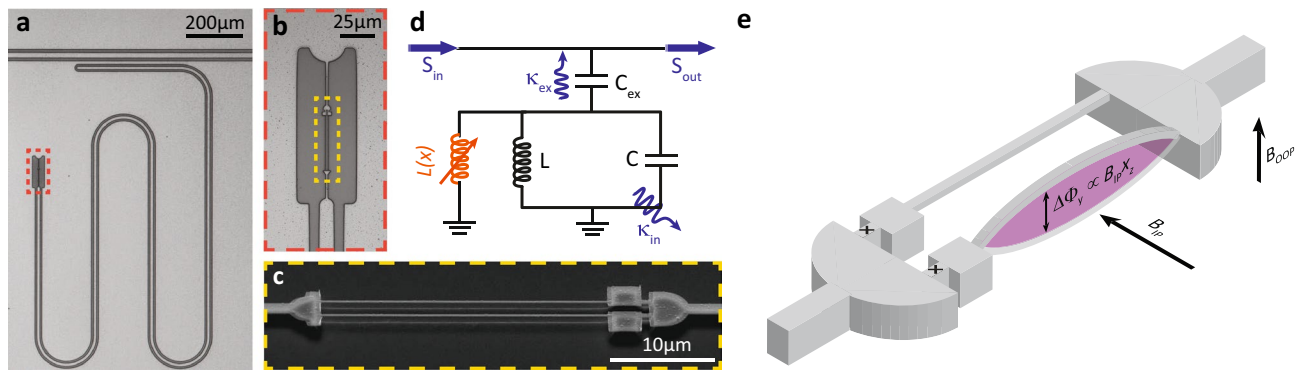 a
200μm
b
25μm
c
10μm
d
S_in
S_out
κ_ex
C_ex
L(x)
L
C
κ_in
e
B_OOP
ΔΦ_y ∝ B_IP x_z
B_IP
+
+